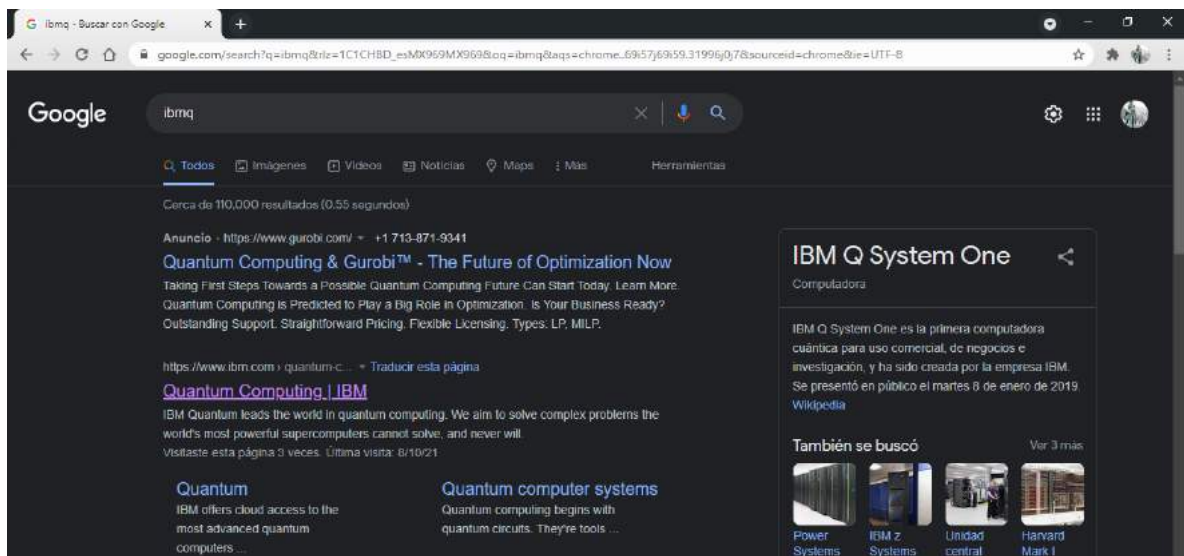 ibmq - Buscar con Google
google.com/search?q=ibmq&rlz=1C1CHBD_esMX969MX969&oq=ibmq&aqs=chrome..69i57j69i59.31996j0j7&sourceid=chrome&ie=UTF-8
Google
ibmq
Todos Imágenes Videos Noticias Maps Más Herramientas
Cerca de 110,000 resultados (0.55 segundos)
Anuncio · https://www.gurobi.com/ +1 713-871-9341
Quantum Computing & Gurobi™ - The Future of Optimization Now
Taking First Steps Towards a Possible Quantum Computing Future Can Start Today. Learn More.
Quantum Computing is Predicted to Play a Big Role in Optimization. Is Your Business Ready?
Outstanding Support. Straightforward Pricing. Flexible Licensing. Types: LP, MILP.
https://www.ibm.com › quantum-c... Traducir esta página
Quantum Computing | IBM
IBM Quantum leads the world in quantum computing. We aim to solve complex problems the
world's most powerful supercomputers cannot solve, and never will.
Visitaste esta página 3 veces. Última visita: 8/10/21
Quantum
IBM offers cloud access to the
most advanced quantum
computers ...
Quantum computer systems
Quantum computing begins with
quantum circuits. They're tools ...
IBM Q System One
Computadora
IBM Q System One es la primera computadora
cuántica para uso comercial, de negocios e
investigación, y ha sido creada por la empresa IBM.
Se presentó en público el martes 8 de enero de 2019.
Wikipedia
También se buscó Ver 3 más
Power
Systems
IBM z
Systems
Unidad
central
Harvard
Mark I